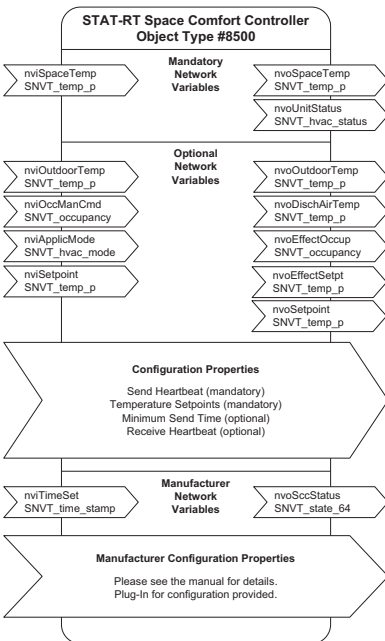 STAT-RT Space Comfort Controller
Object Type #8500
Mandatory
Network
Variables
nviSpaceTemp
SNVT_temp_p
nvoSpaceTemp
SNVT_temp_p
nvoUnitStatus
SNVT_hvac_status
Optional
Network
Variables
nviOutdoorTemp
SNVT_temp_p
nviOccManCmd
SNVT_occupancy
nviApplicMode
SNVT_hvac_mode
nviSetpoint
SNVT_temp_p
nvoOutdoorTemp
SNVT_temp_p
nvoDischAirTemp
SNVT_temp_p
nvoEffectOccup
SNVT_occupancy
nvoEffectSetpt
SNVT_temp_p
nvoSetpoint
SNVT_temp_p
Configuration Properties
Send Heartbeat (mandatory)
Temperature Setpoints (mandatory)
Minimum Send Time (optional)
Receive Heartbeat (optional)
Manufacturer
Network
Variables
nviTimeSet
SNVT_time_stamp
nvoSccStatus
SNVT_state_64
Manufacturer Configuration Properties
Please see the manual for details.
Plug-In for configuration provided.